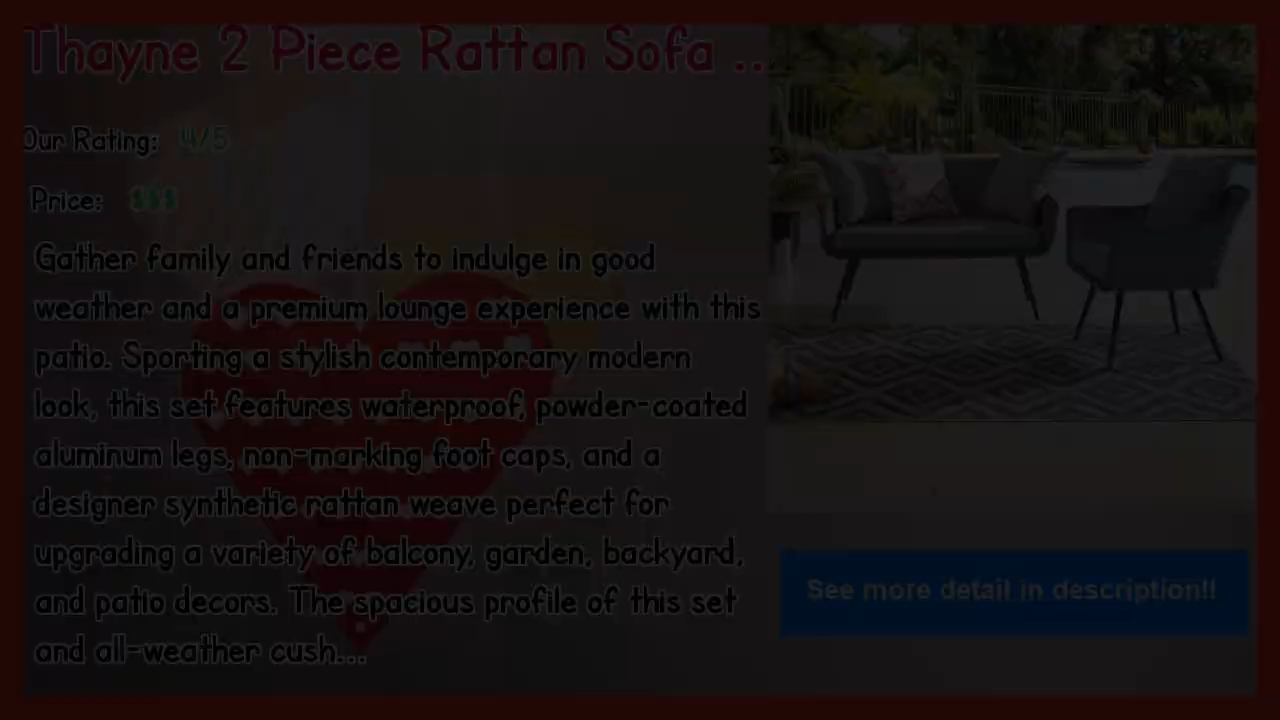 Thayne 2 Piece Rattan Sofa ...
Our Rating: 4/5
Price: $$$
Gather family and friends to indulge in good
weather and a premium lounge experience with this
patio. Sporting a stylish contemporary modern
look, this set features waterproof, powder-coated
aluminum legs, non-marking foot caps, and a
designer synthetic rattan weave perfect for
upgrading a variety of balcony, garden, backyard,
and patio decors. The spacious profile of this set
and all-weather cush...
See more detail in description!!